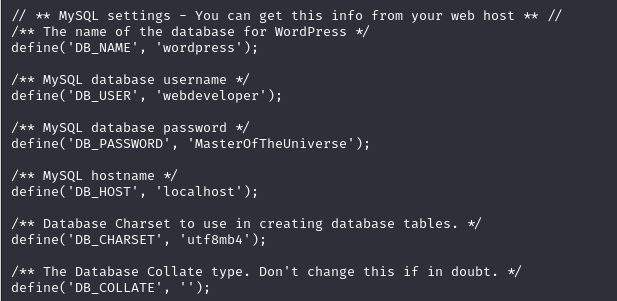 // ** MySQL settings - You can get this info from your web host ** //
/** The name of the database for WordPress */
define('DB_NAME', 'wordpress');
/** MySQL database username */
define('DB_USER', 'webdeveloper');
/** MySQL database password */
define('DB_PASSWORD', 'MasterOfTheUniverse');
/** MySQL hostname */
define('DB_HOST', 'localhost');
/** Database Charset to use in creating database tables. */
define('DB_CHARSET', 'utf8mb4');
/** The Database Collate type. Don't change this if in doubt. */
define('DB_COLLATE', '');